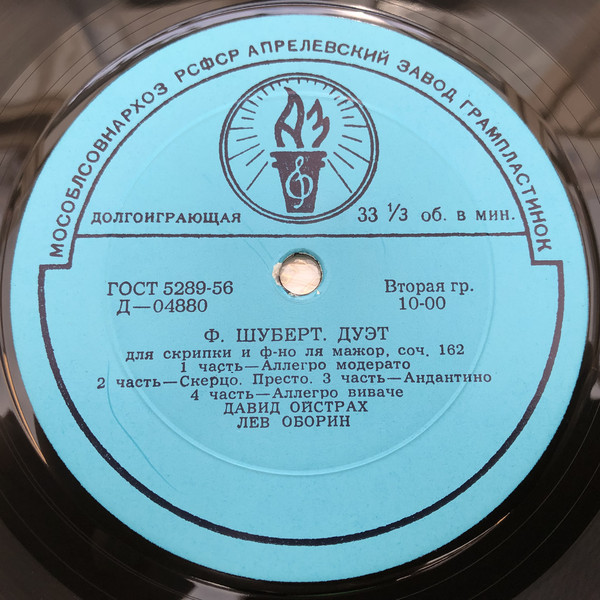 МОСОБЛСОВНАРХОЗ РСФСР АПРЕЛЕВСКИЙ ЗАВОД ГРАМПЛАСТИНОК
АЗ
ДОЛГОИГРАЮЩАЯ 33 1/3 об. в мин.
ГОСТ 5289-56 Вторая гр.
Д—04880 10-00
Ф. ШУБЕРТ. ДУЭТ
для скрипки и ф-но ля мажор, соч. 162
1 часть—Аллегро модерато
2 часть—Скерцо. Престо. 3 часть—Андантино
4 часть—Аллегро виваче
ДАВИД ОЙСТРАХ
ЛЕВ ОБОРИН